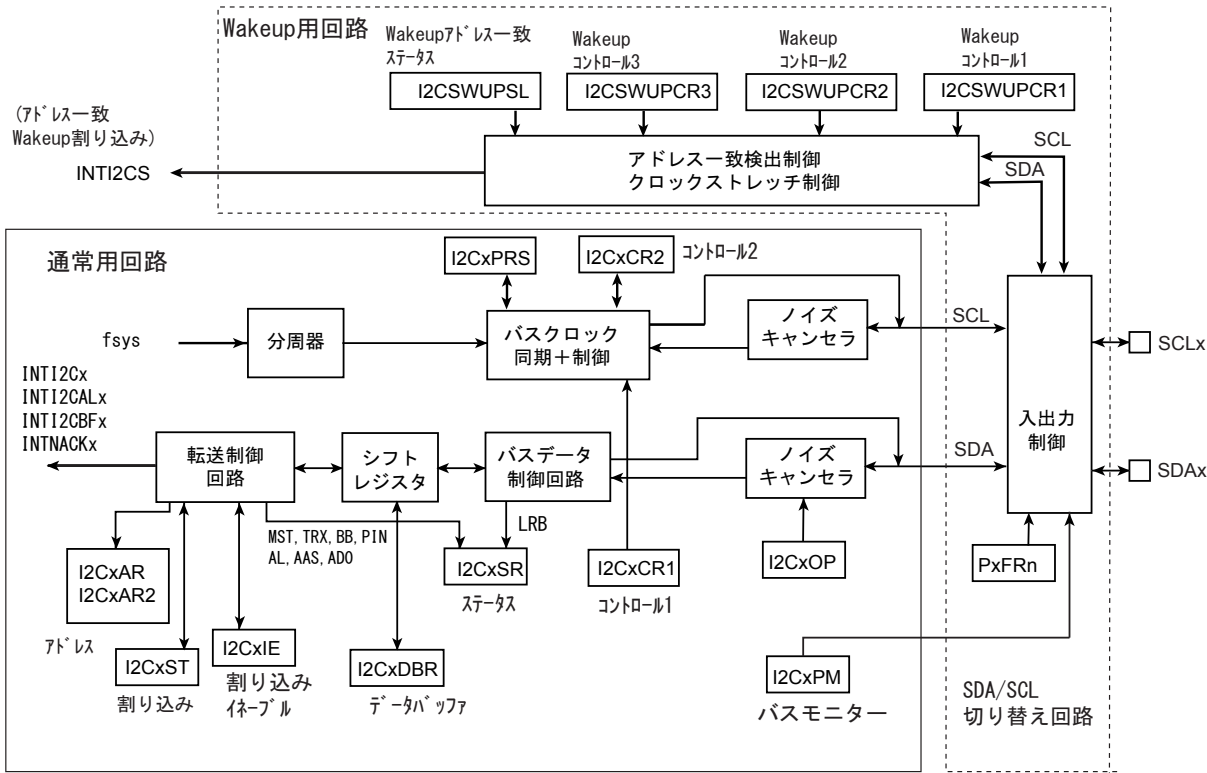 Wakeup用回路
Wakeupアドレス一致
ステータス
Wakeup
コントロール3
Wakeup
コントロール2
Wakeup
コントロール1
I2CSWUPSL
I2CSWUPCR3
I2CSWUPCR2
I2CSWUPCR1
(アドレス一致
Wakeup割り込み)
INTI2CS
アドレス一致検出制御
クロックストレッチ制御
SCL
SDA
通常用回路
I2CxPRS
I2CxCR2
コントロール2
fsys
分周器
バスクロック
同期+制御
ノイズ
キャンセラ
SCL
SCLx
INTI2Cx
INTI2CALx
INTI2CBFx
INTNACKx
転送制御
回路
シフト
レジスタ
バスデータ
制御回路
ノイズ
キャンセラ
SDA
入出力
制御
SDAx
MST, TRX, BB, PIN
AL, AAS, ADO
LRB
I2CxAR
I2CxAR2
アドレス
I2CxSR
ステータス
I2CxCR1
コントロール1
I2CxOP
PxFRn
I2CxST
割り込み
I2CxIE
割り込み
イネーブル
I2CxDBR
データバッファ
I2CxPM
バスモニター
SDA/SCL
切り替え回路